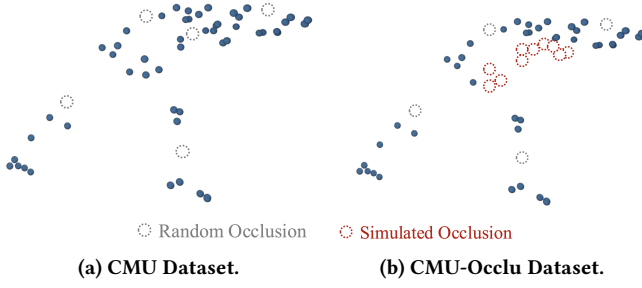 Random Occlusion
Simulated Occlusion
(a) CMU Dataset.
(b) CMU-Occlu Dataset.